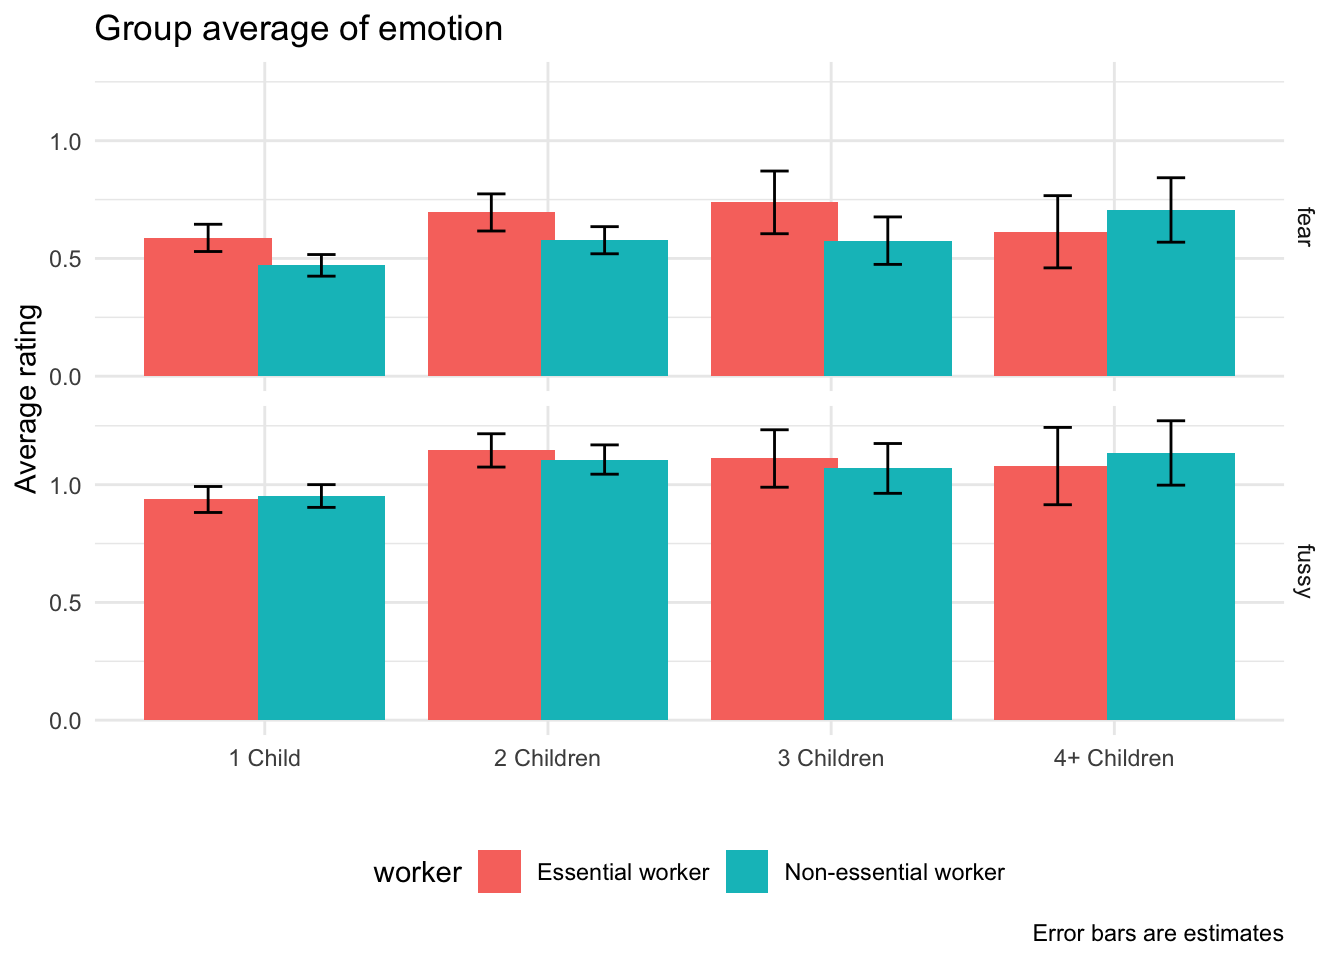 Group average of emotion
1.0
0.5
0.0
fear
Average rating
1.0
0.5
0.0
fussy
1 Child 2 Children 3 Children 4+ Children
worker Essential worker Non-essential worker
Error bars are estimates